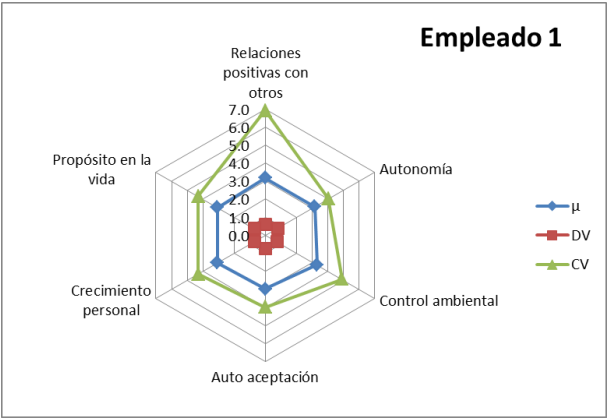 Empleado 1
Relaciones
positivas con
otros
7.0
6.0
5.0
4.0
3.0
2.0
1.0
0.0
Propósito en la
vida
Autonomía
Crecimiento
personal
Control ambiental
Auto aceptación
μ
DV
CV